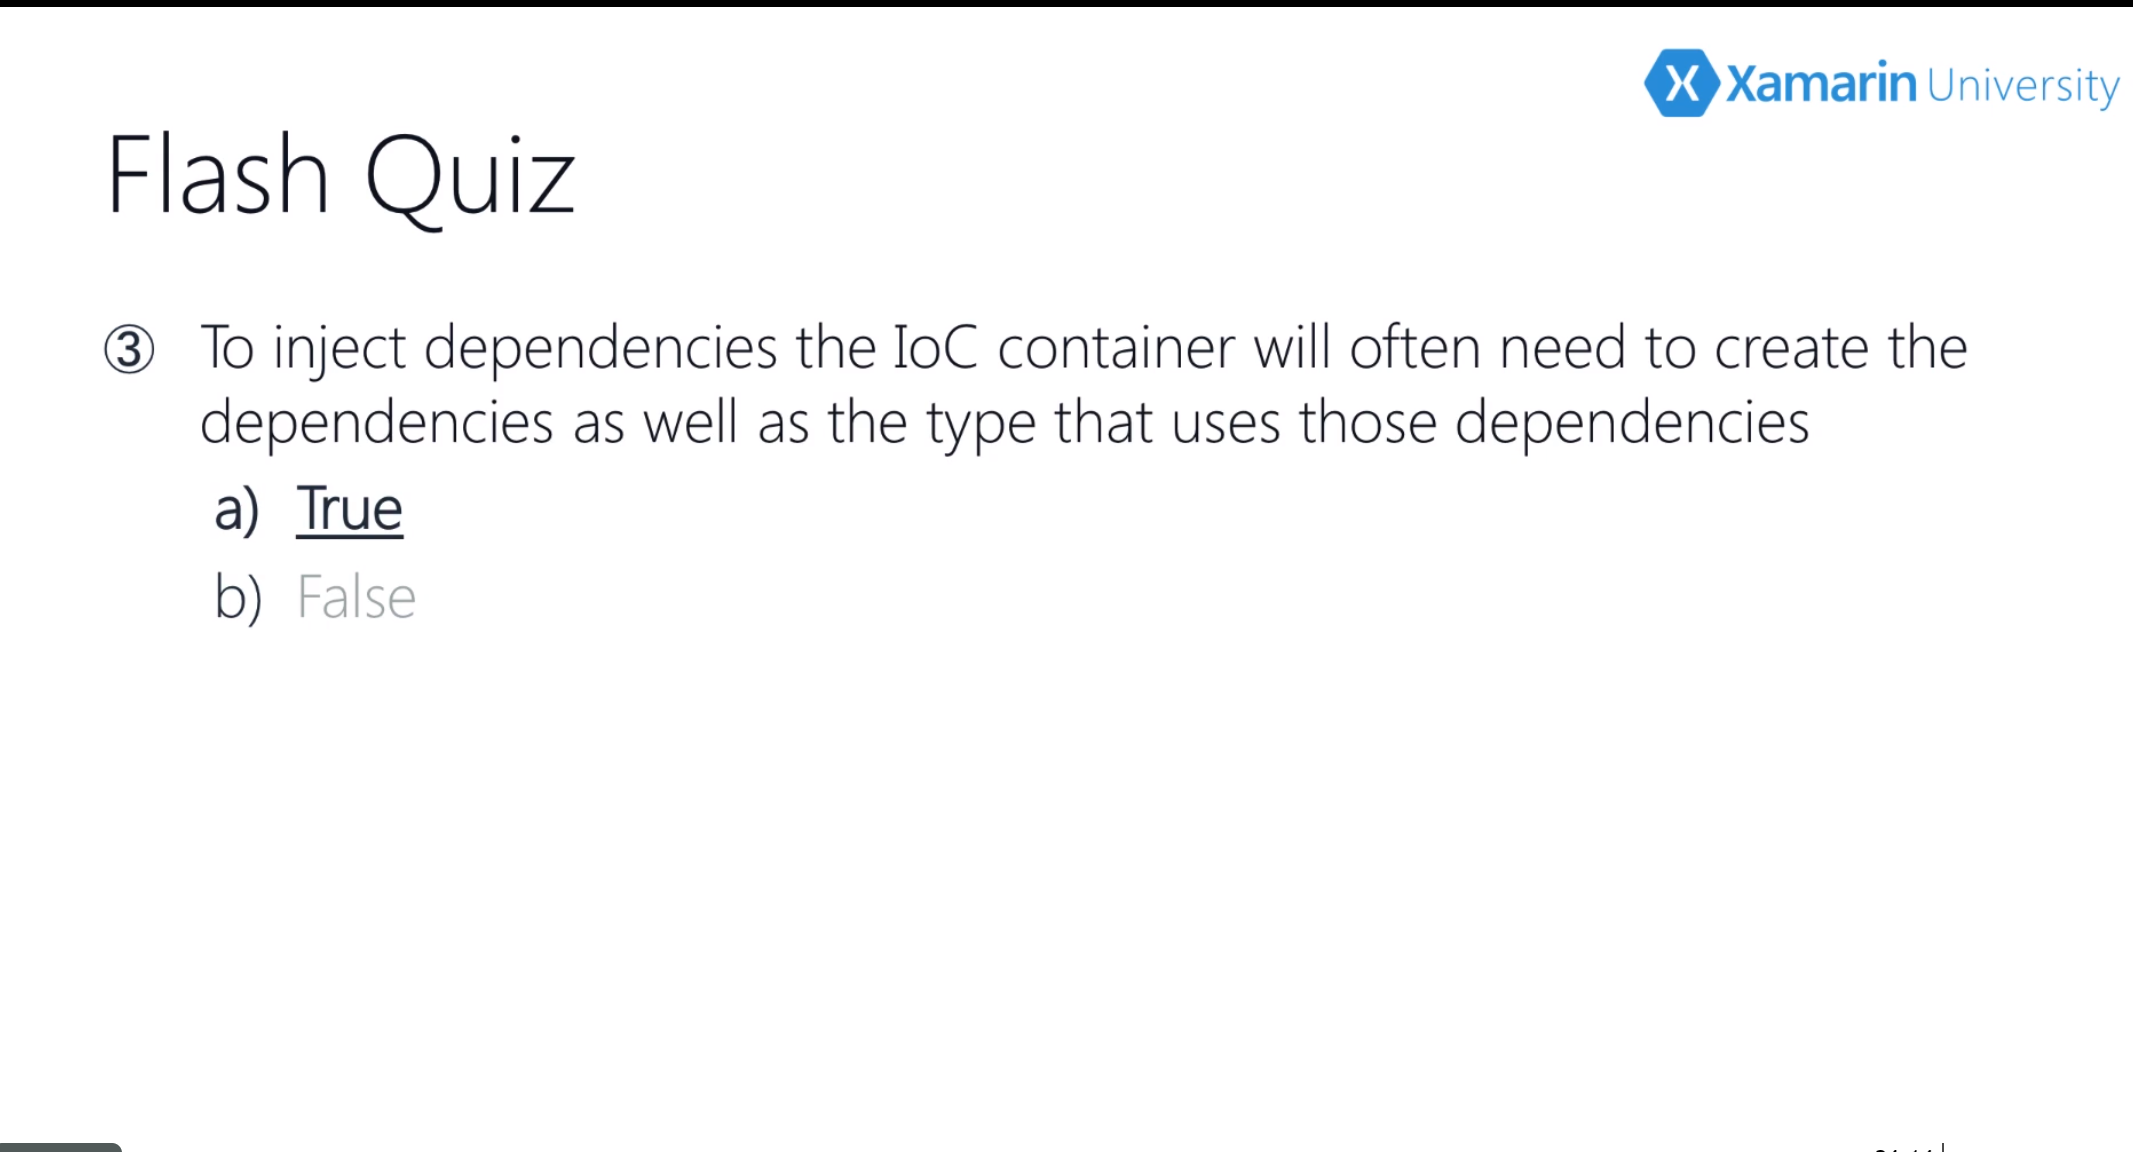 X Xamarin University
Flash Quiz
③ To inject dependencies the IoC container will often need to create the
dependencies as well as the type that uses those dependencies
a) True
b) False